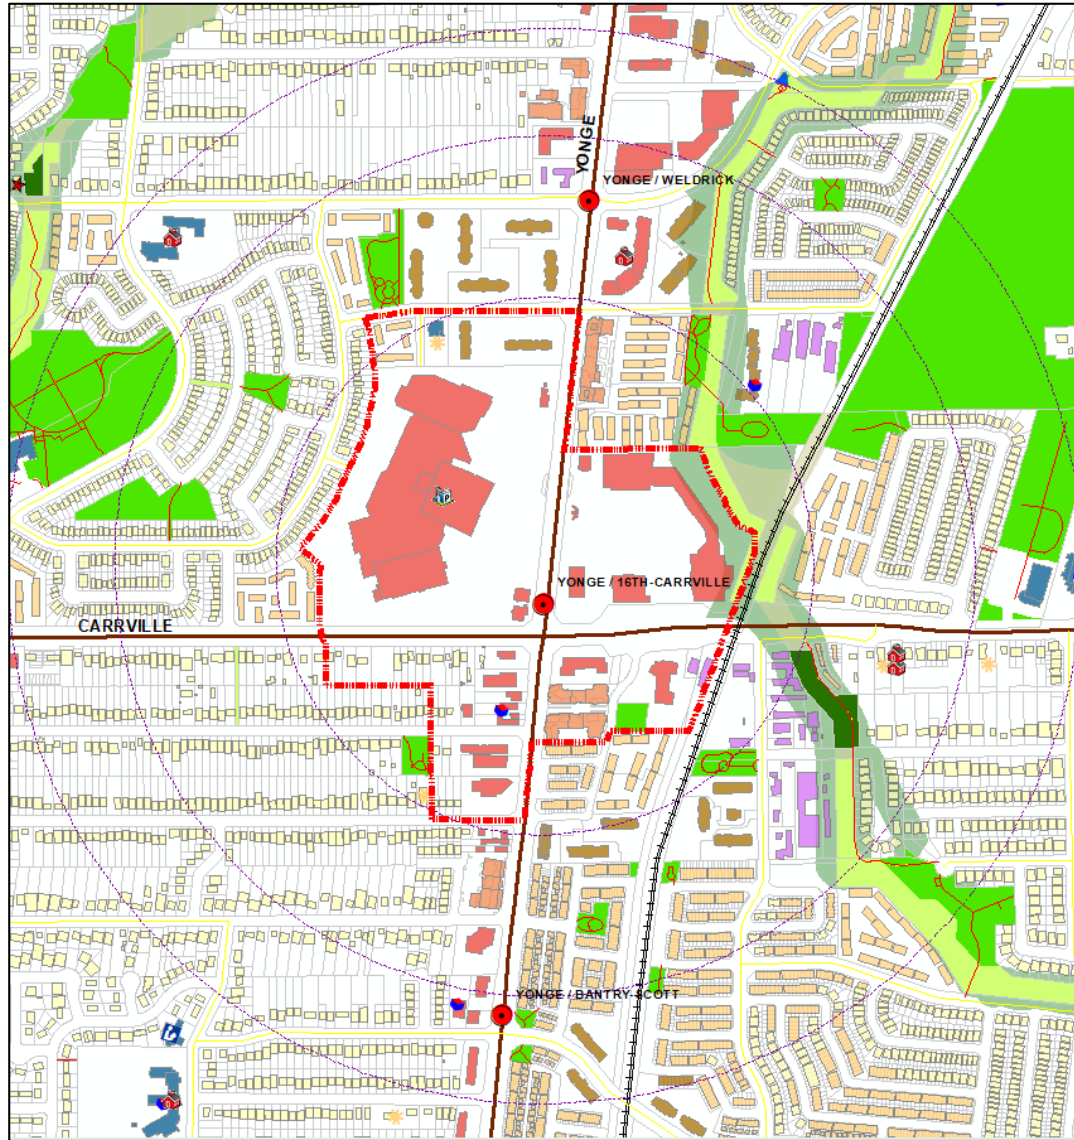 YONGE
YONGE / WELDRICK
YONGE / 16TH-CARRVILLE
CARRVILLE
YONGE / BANTRY-SCOTT